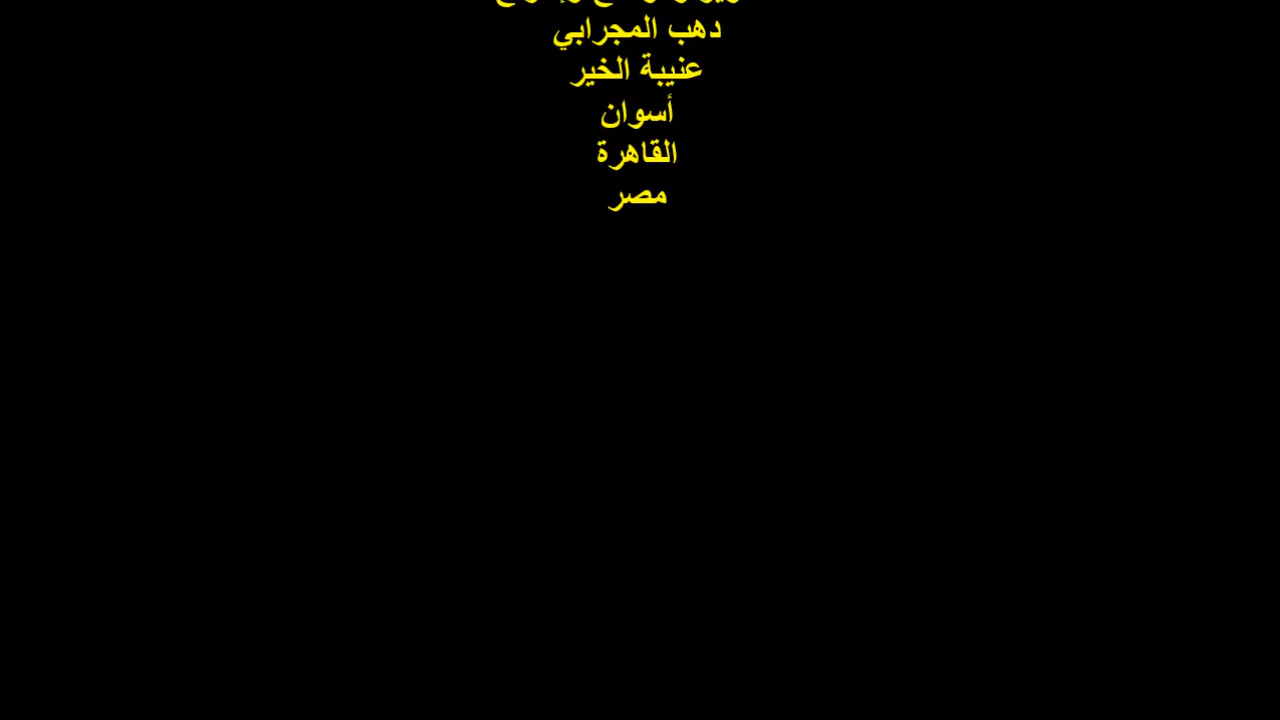 دهب المجرابي
عنيبة الخير
أسوان
القاهرة
مصر